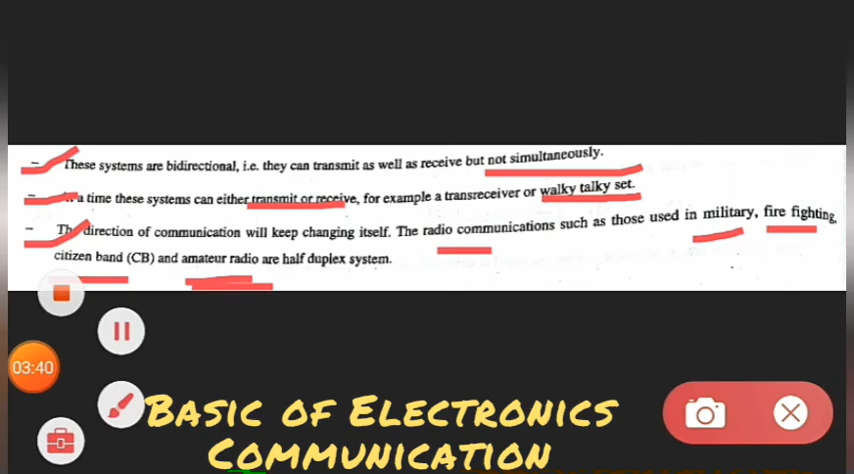 – These systems are bidirectional, i.e. they can transmit as well as receive but not simultaneously.
– a time these systems can either transmit or receive, for example a transreceiver or walky talky set.
– The direction of communication will keep changing itself. The radio communications such as those used in military, fire fighting,
citizen band (CB) and amateur radio are half duplex system.
03:40
BASIC OF ELECTRONICS
COMMUNICATION